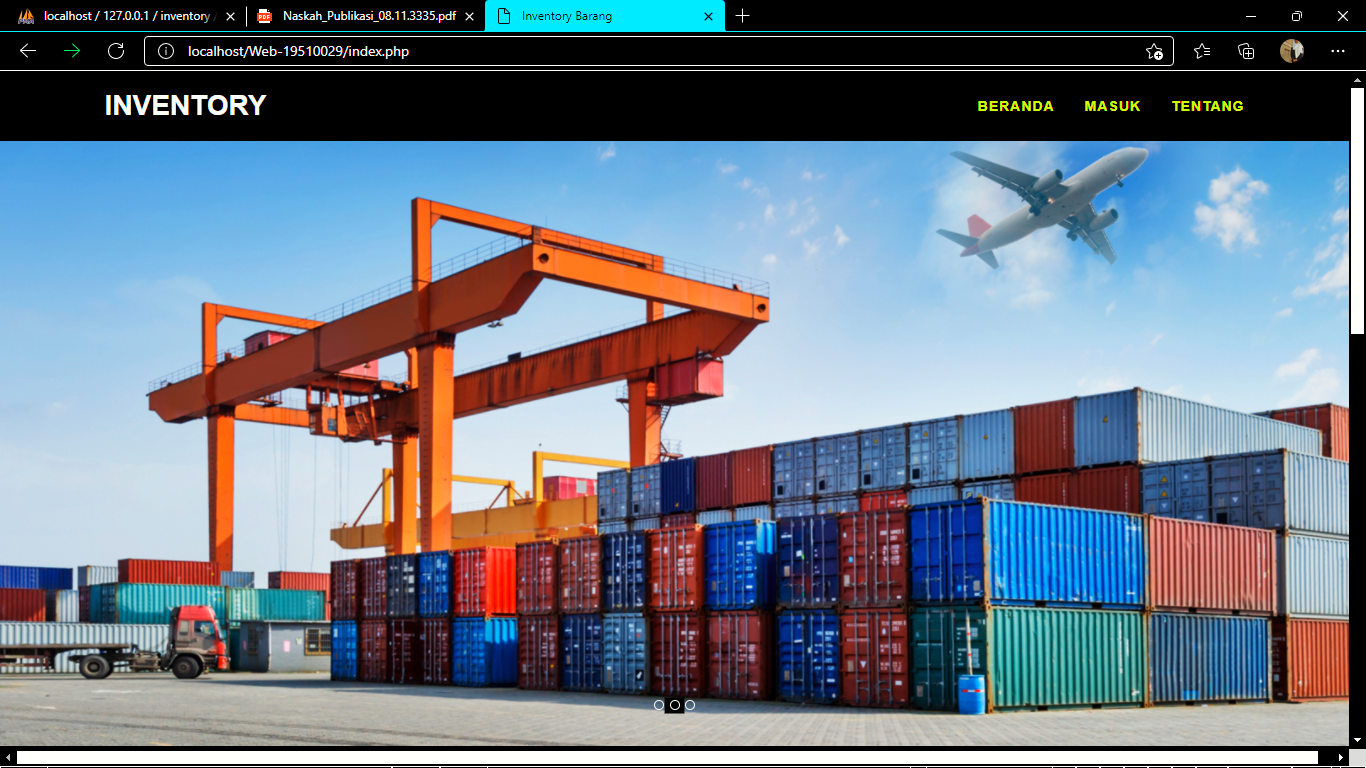 localhost / 127.0.0.1 / inventory
PDF
Naskah_Publikasi_08.11.3335.pdf
Inventory Barang
localhost/Web-19510029/index.php
INVENTORY
BERANDA
MASUK
TENTANG